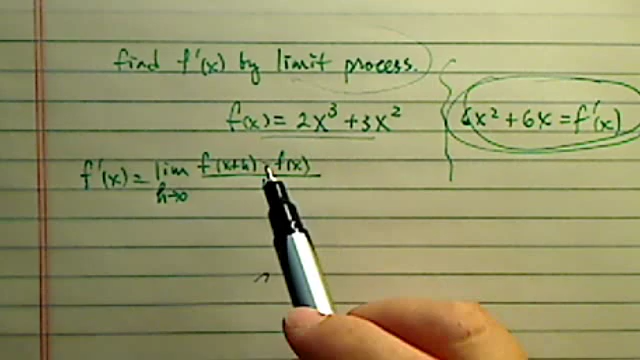 find f'(x) by limit process.
f(x) = 2x³ + 3x²
6x² + 6x = f'(x)
f'(x) = lim f(x+h) - f(x)
h→0